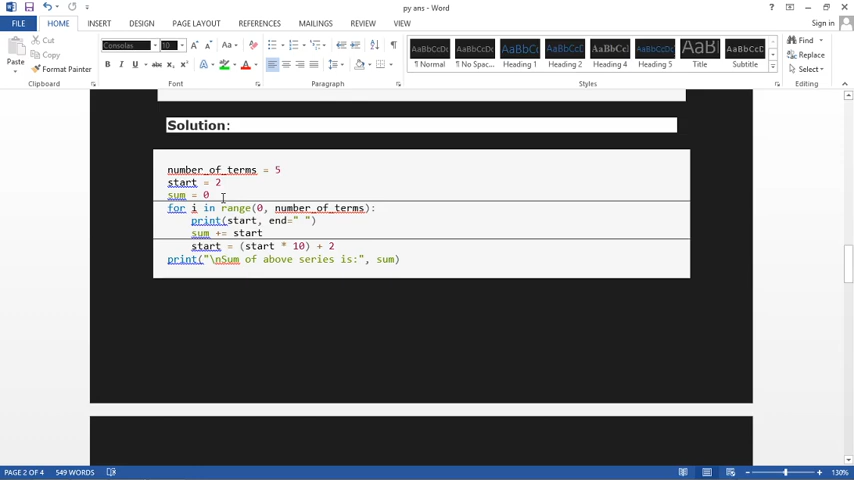 py ans - Word
Sign in
FILE HOME INSERT DESIGN PAGE LAYOUT REFERENCES MAILINGS REVIEW VIEW
Cut
Copy
Format Painter
Paste
Clipboard
Consolas 10
Font
Paragraph
AaBbCcDc AaBbCcDc AaBbCcDc AaBbCcDc AaBbCcD AaBbCcDc AaB AaBbCcD
¶ Normal ¶ No Spac... Heading 1 Heading 2 Heading 4 Heading 5 Title Subtitle
Styles
Find
Replace
Select
Editing
Solution:
number_of_terms = 5
start = 2
sum = 0
for i in range(0, number_of_terms):
print(start, end=" ")
sum += start
start = (start * 10) + 2
print("\nSum of above series is:", sum)
PAGE 2 OF 4 549 WORDS 130%